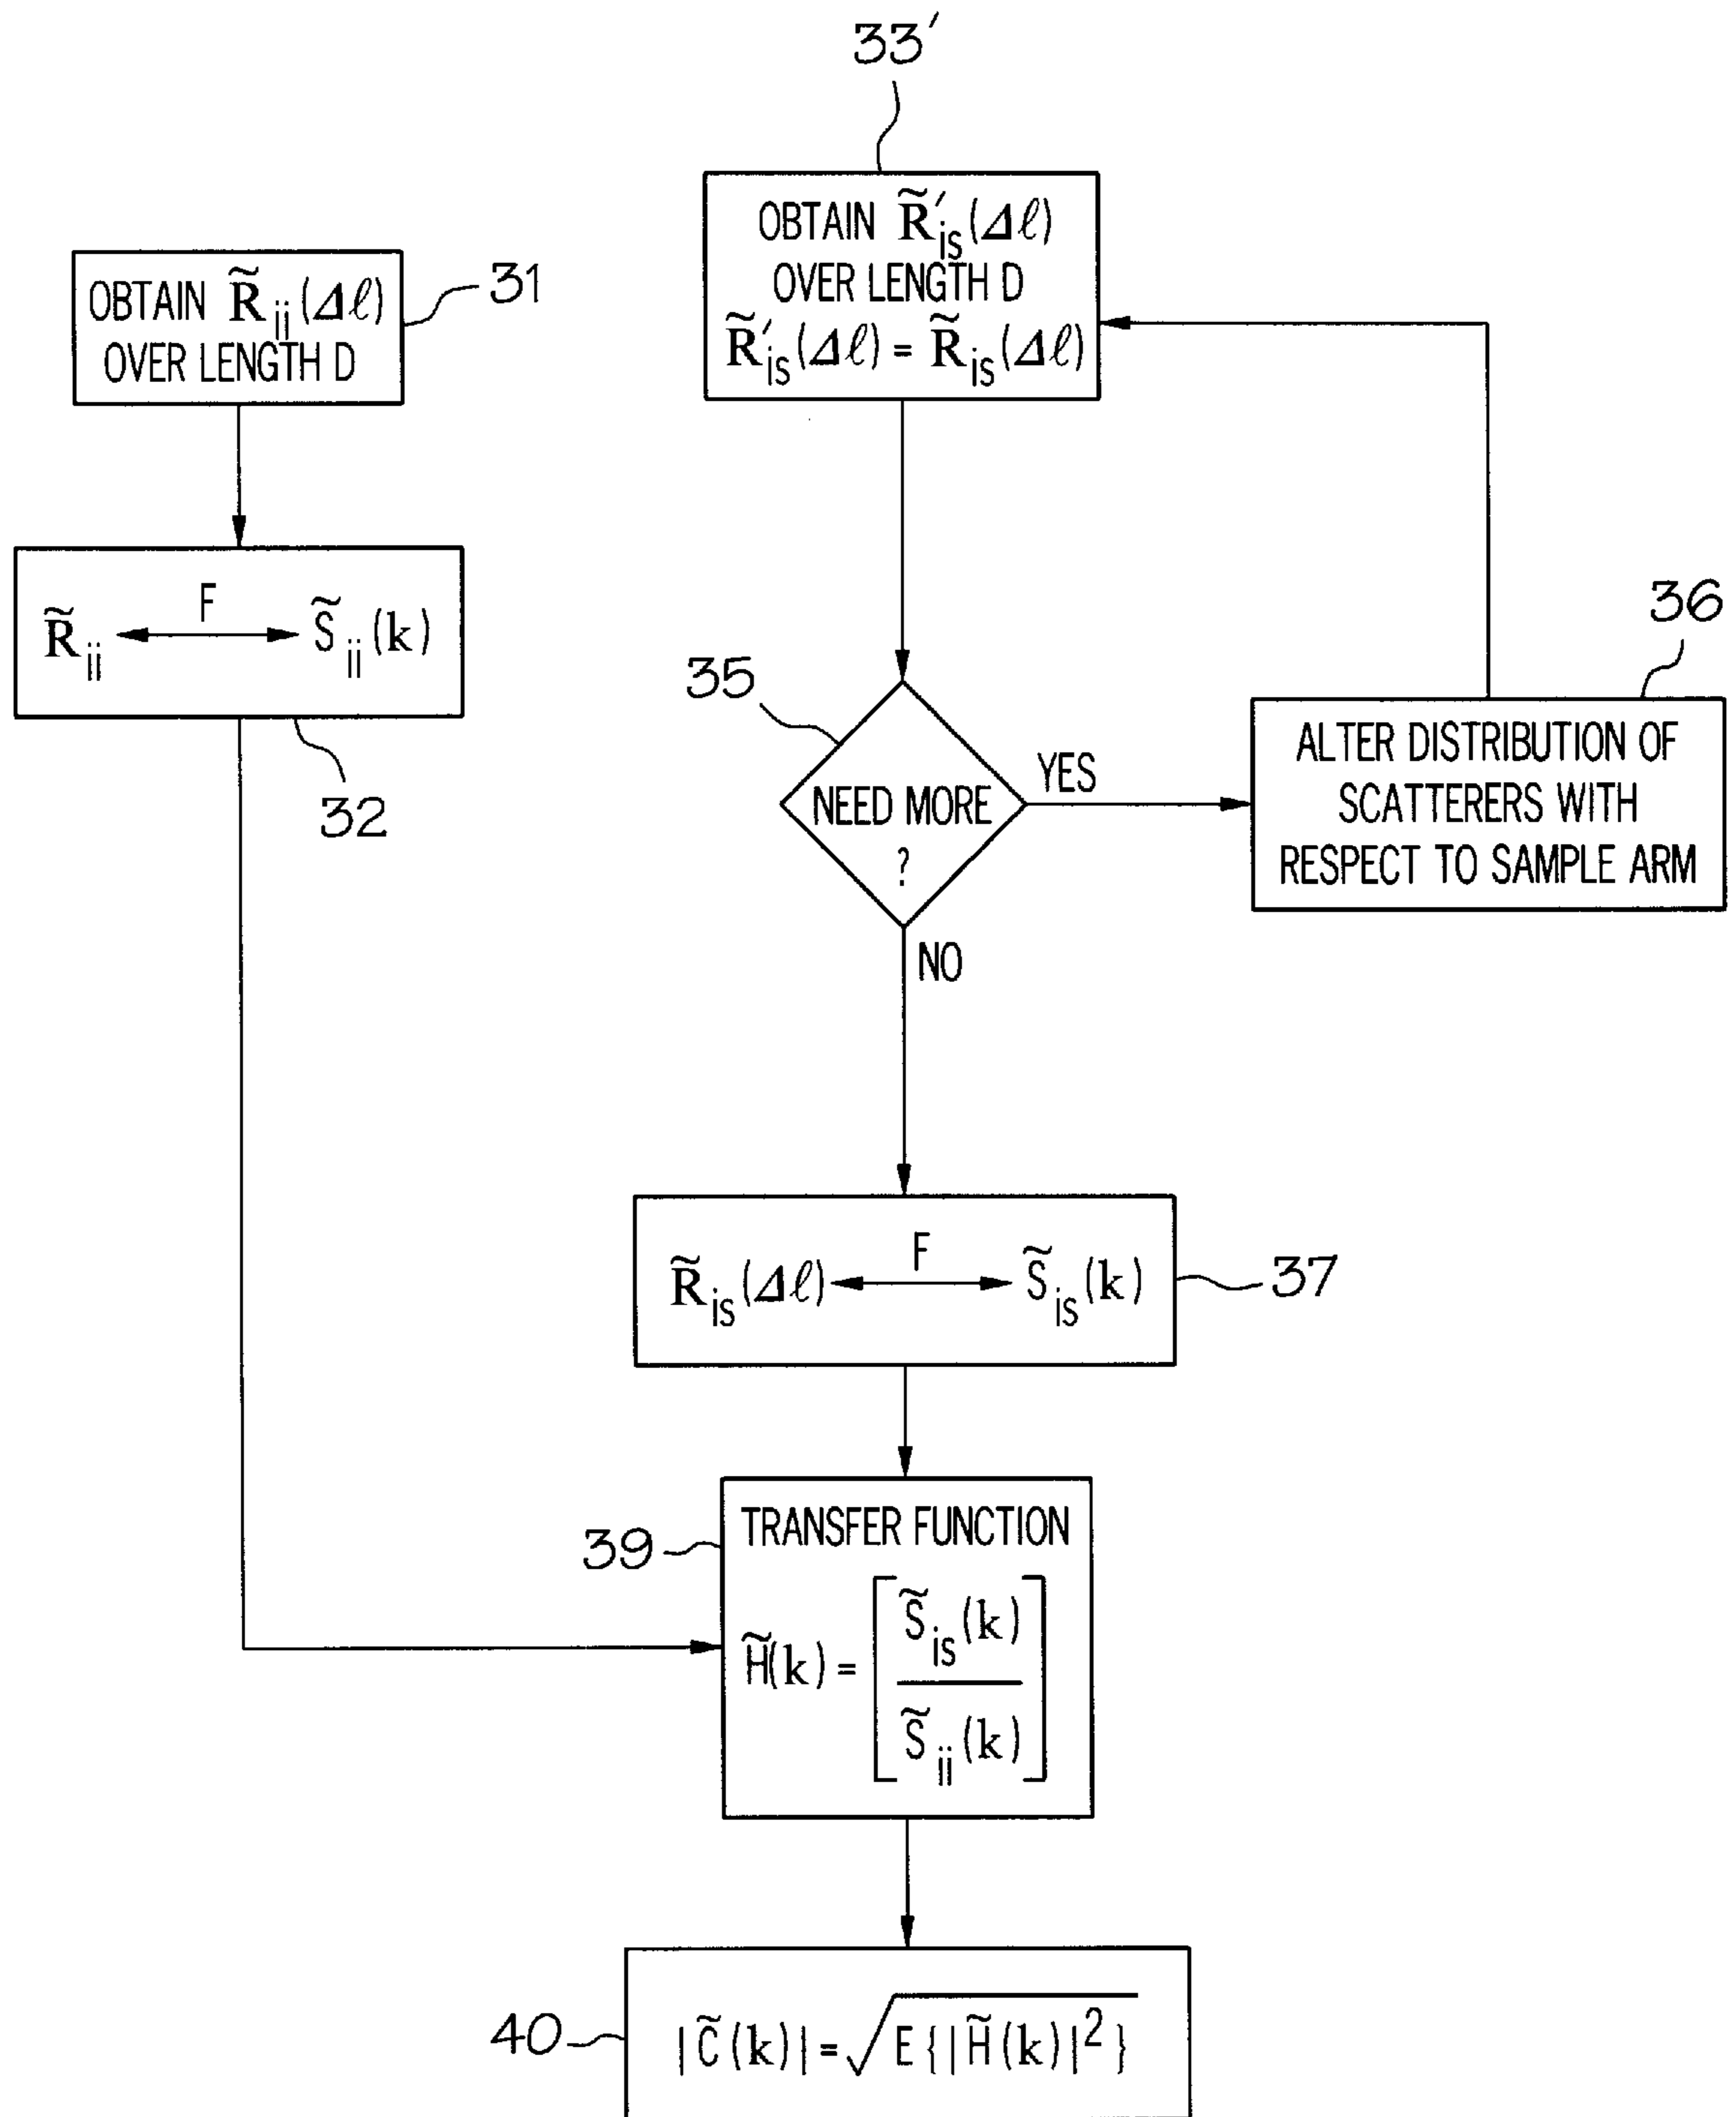 33′
OBTAIN R̃′is(Δℓ)
OVER LENGTH D
R̃′is(Δℓ) = R̃is(Δℓ)
OBTAIN R̃ii(Δℓ)
OVER LENGTH D
31
F
R̃ii ⟷ S̃ii(k)
32
35
NEED MORE
?
YES
NO
36
ALTER DISTRIBUTION OF
SCATTERERS WITH
RESPECT TO SAMPLE ARM
F
R̃is(Δℓ) ⟷ S̃is(k)
37
39
TRANSFER FUNCTION
H̃(k) = [S̃is(k) / S̃ii(k)]
40
|C̃(k)| = √E{|H̃(k)|²}